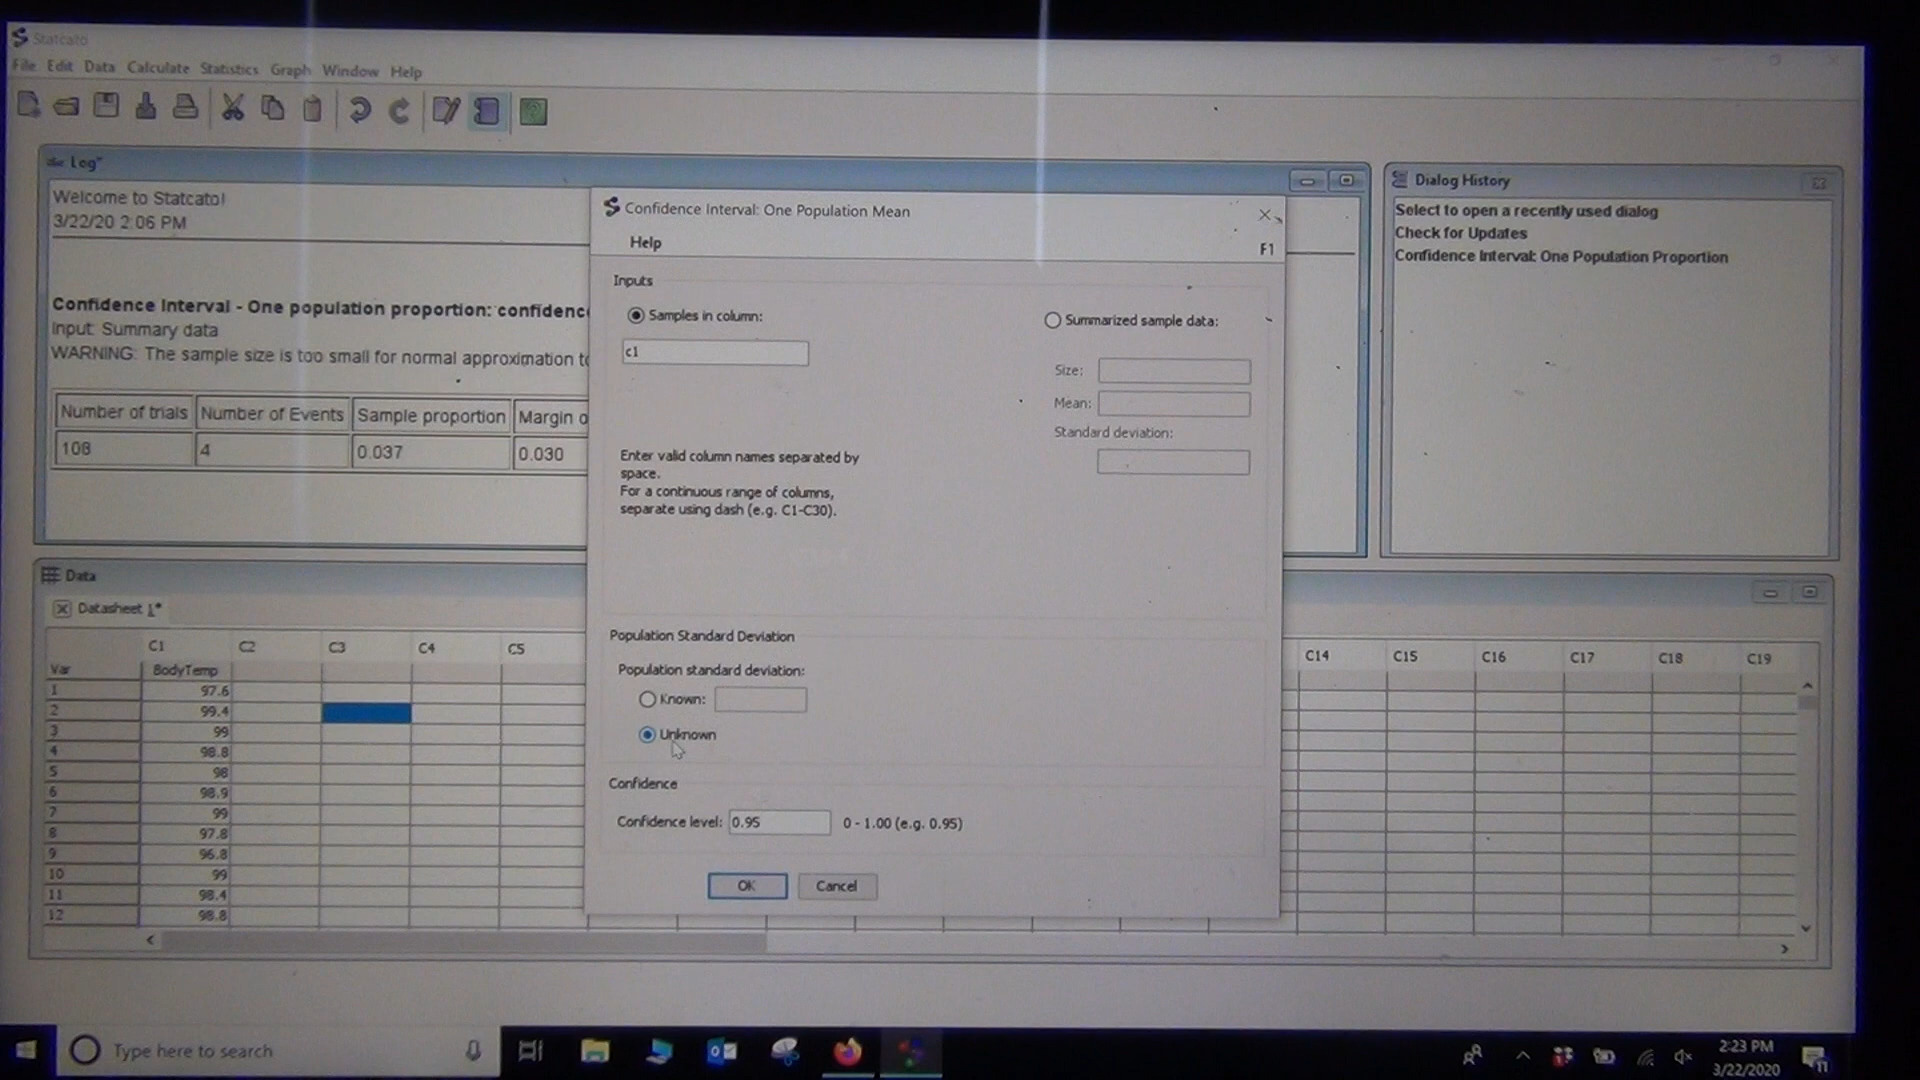 Statcato
File Edit Data Calculate Statistics Graph Window Help
Log*
Welcome to Statcato!
3/22/20 2:06 PM
Confidence Interval - One population proportion: confidenc
Input: Summary data
WARNING: The sample size is too small for normal approximation to
Number of trials Number of Events Sample proportion Margin o
108 4 0.037 0.030
Confidence Interval: One Population Mean
Help F1
Inputs
Samples in column:
c1
Enter valid column names separated by
space.
For a continuous range of columns,
separate using dash (e.g. C1-C30).
Summarized sample data:
Size:
Mean:
Standard deviation:
Population Standard Deviation
Population standard deviation:
Known:
Unknown
Confidence
Confidence level: 0.95 0 - 1.00 (e.g. 0.95)
OK Cancel
Dialog History
Select to open a recently used dialog
Check for Updates
Confidence Interval: One Population Proportion
Data
Datasheet 1*
C1 C2 C3 C4 C5 C14 C15 C16 C17 C18 C19
Var BodyTemp
1 97.6
2 99.4
3 99
4 98.8
5 98
6 98.9
7 99
8 97.8
9 96.8
10 99
11 98.4
12 98.8
Type here to search
2:23 PM
3/22/2020
11